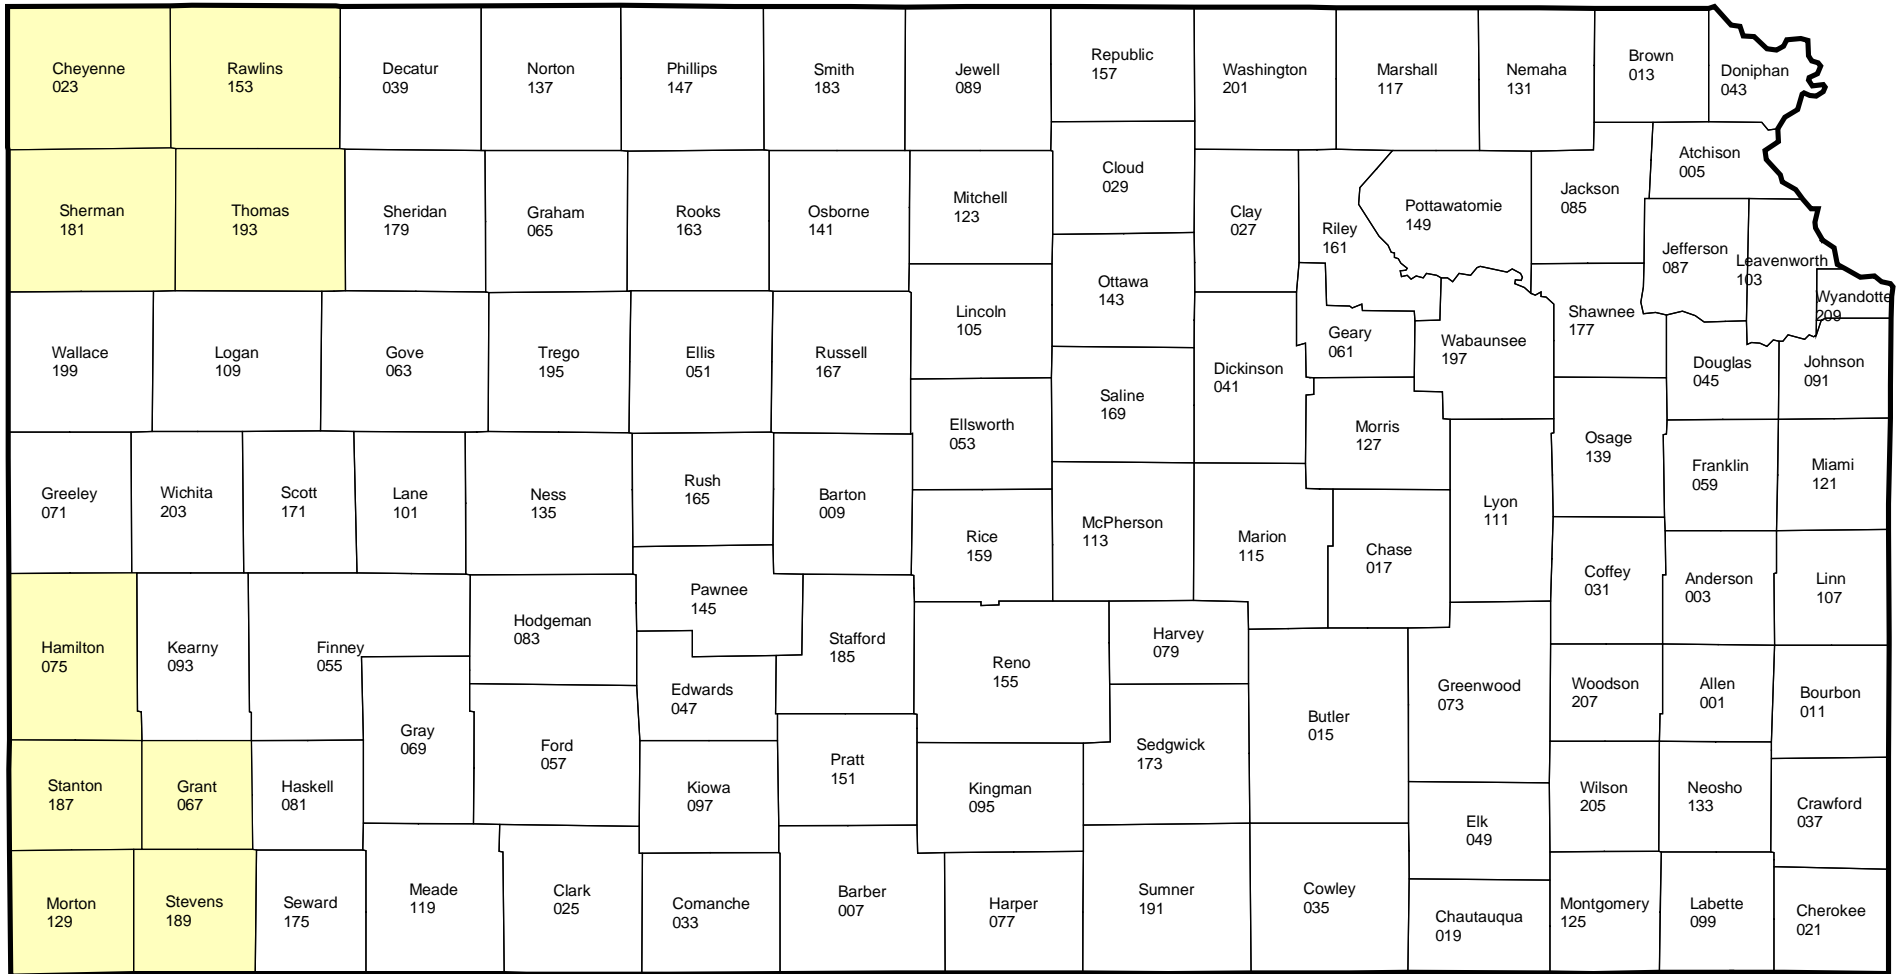 Cheyenne
023
Rawlins
153
Decatur
039
Norton
137
Phillips
147
Smith
183
Jewell
089
Republic
157
Washington
201
Marshall
117
Nemaha
131
Brown
013
Doniphan
043
Sherman
181
Thomas
193
Sheridan
179
Graham
065
Rooks
163
Osborne
141
Mitchell
123
Cloud
029
Clay
027
Riley
161
Pottawatomie
149
Jackson
085
Atchison
005
Jefferson
087
Leavenworth
103
Wyandotte
209
Wallace
199
Logan
109
Gove
063
Trego
195
Ellis
051
Russell
167
Lincoln
105
Ottawa
143
Dickinson
041
Geary
061
Wabaunsee
197
Shawnee
177
Douglas
045
Johnson
091
Ellsworth
053
Saline
169
Morris
127
Osage
139
Franklin
059
Miami
121
Greeley
071
Wichita
203
Scott
171
Lane
101
Ness
135
Rush
165
Barton
009
Rice
159
McPherson
113
Marion
115
Chase
017
Lyon
111
Coffey
031
Anderson
003
Linn
107
Hamilton
075
Kearny
093
Finney
055
Hodgeman
083
Pawnee
145
Stafford
185
Edwards
047
Reno
155
Harvey
079
Butler
015
Greenwood
073
Woodson
207
Allen
001
Bourbon
011
Stanton
187
Grant
067
Haskell
081
Gray
069
Ford
057
Kiowa
097
Pratt
151
Kingman
095
Sedgwick
173
Elk
049
Wilson
205
Neosho
133
Crawford
037
Morton
129
Stevens
189
Seward
175
Meade
119
Clark
025
Comanche
033
Barber
007
Harper
077
Sumner
191
Cowley
035
Chautauqua
019
Montgomery
125
Labette
099
Cherokee
021